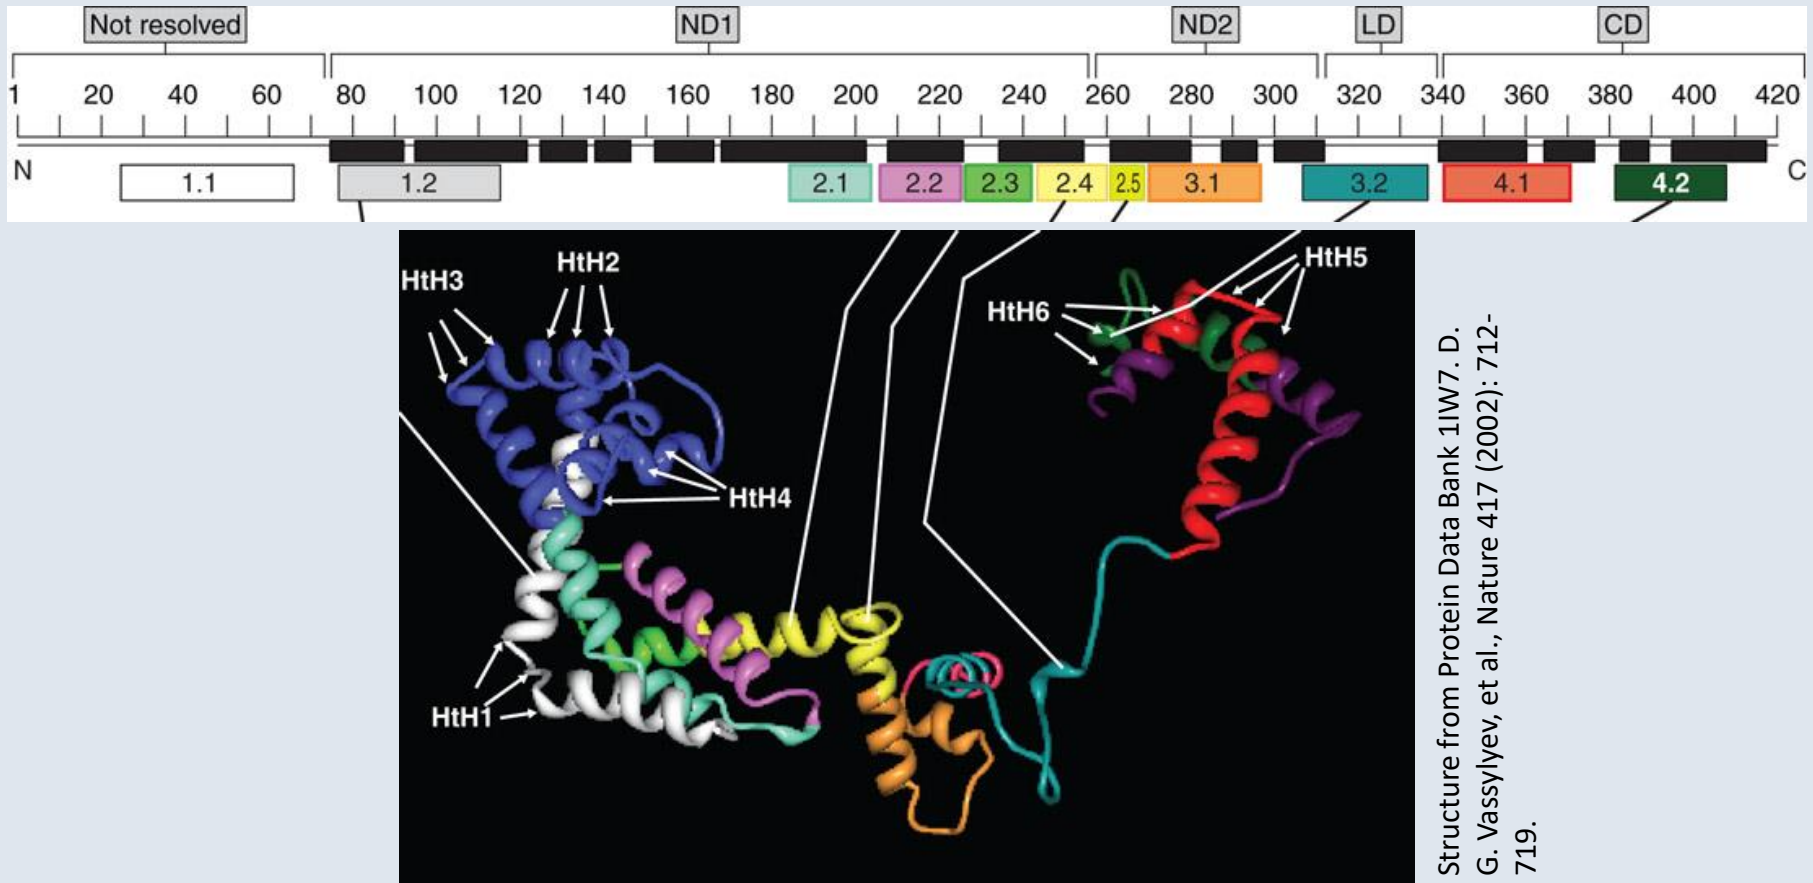 Not resolved ND1 ND2 LD CD
1 20 40 60 80 100 120 140 160 180 200 220 240 260 280 300 320 340 360 380 400 420
N C
1.1 1.2 2.1 2.2 2.3 2.4 2.5 3.1 3.2 4.1 4.2
HtH3
HtH2
HtH4
HtH1
HtH6
HtH5
Structure from Protein Data Bank 1IW7. D.
G. Vassylyev, et al., Nature 417 (2002): 712-
719.